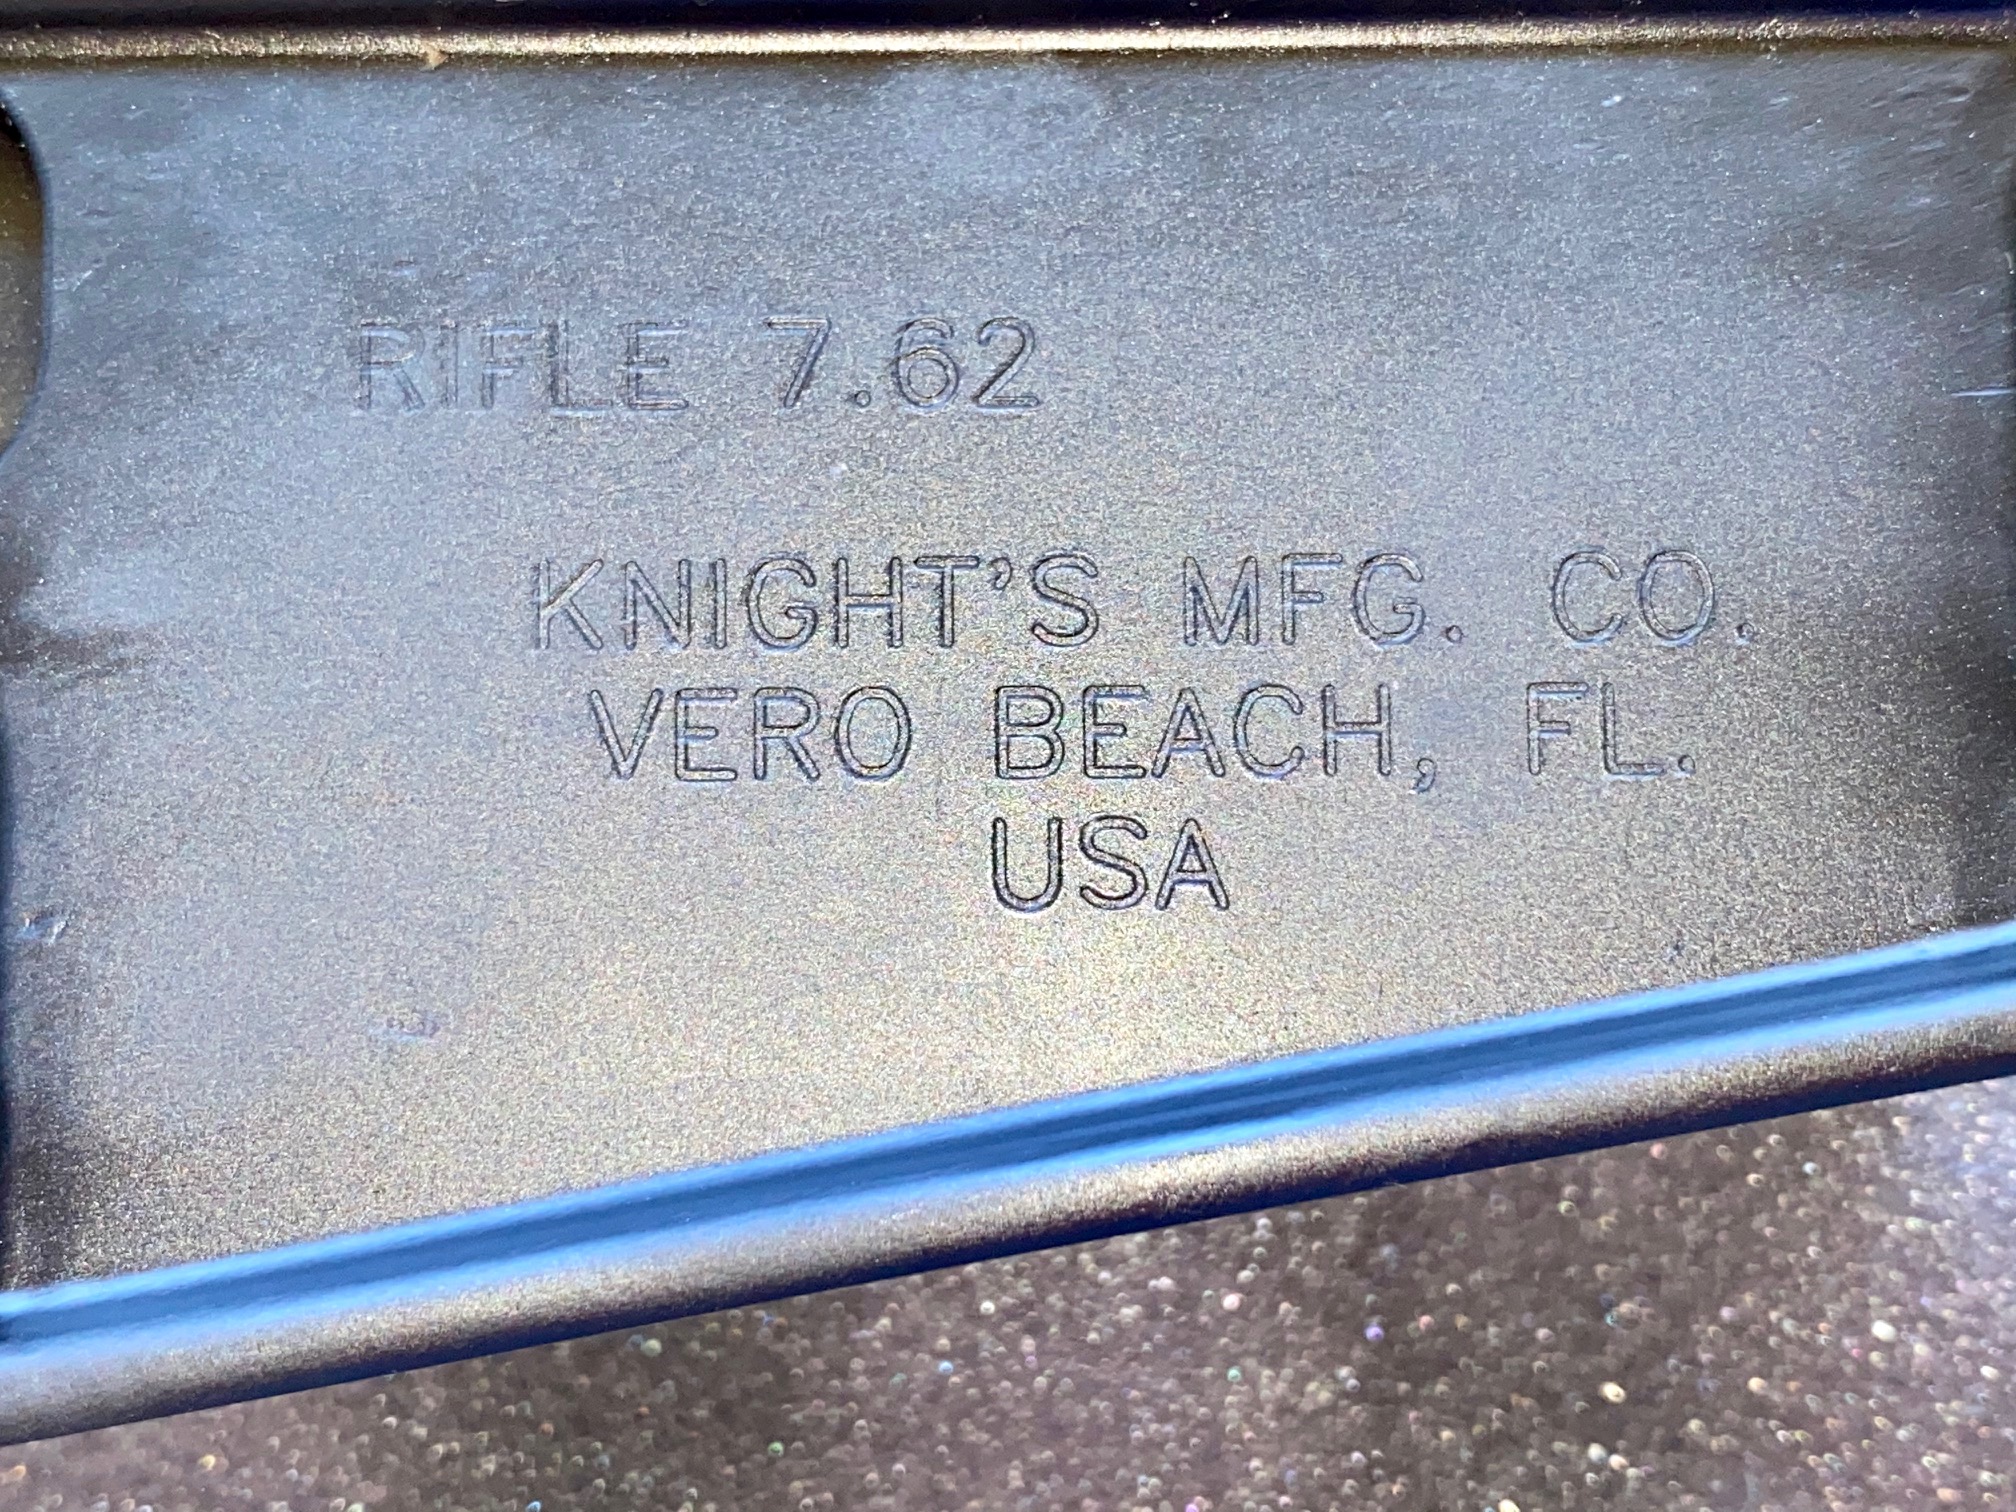 RIFLE 7.62
KNIGHT'S MFG. CO.
VERO BEACH, FL.
USA